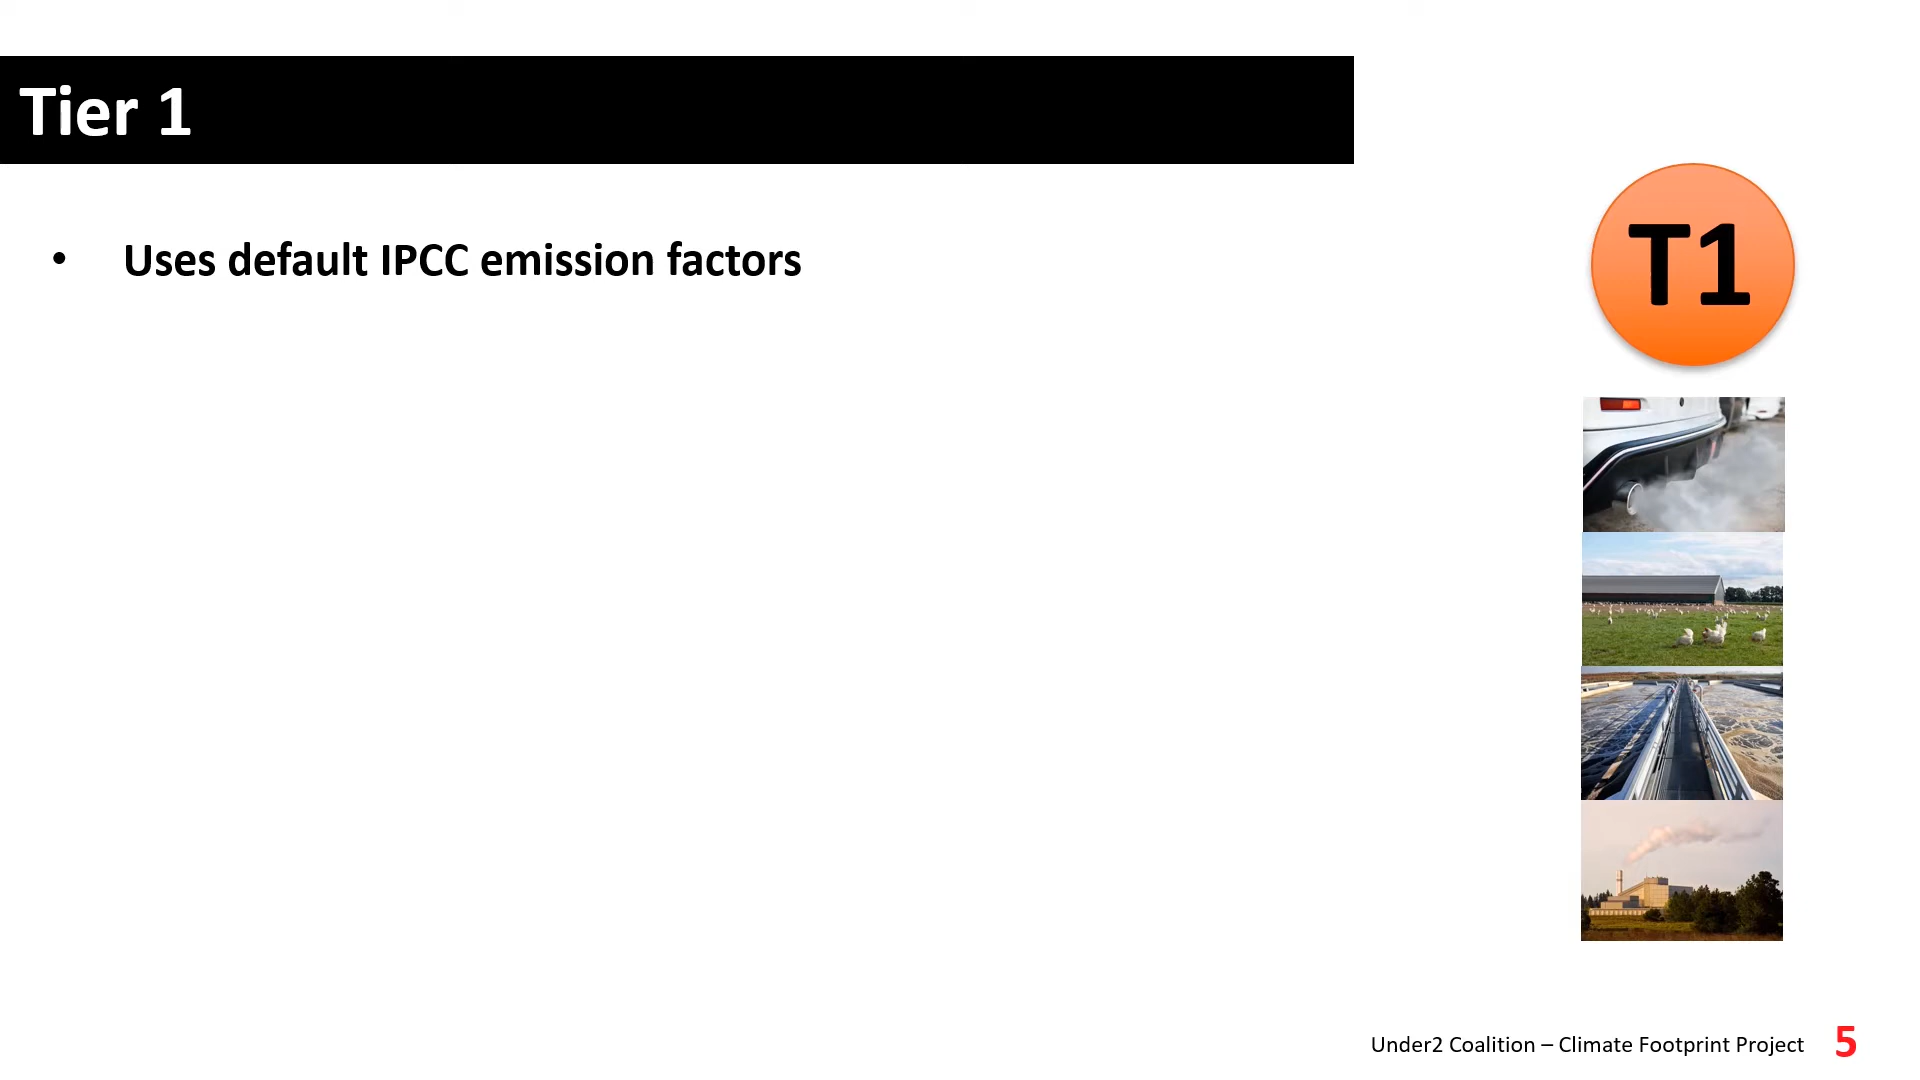 Tier 1
• Uses default IPCC emission factors
T1
Under2 Coalition – Climate Footprint Project 5